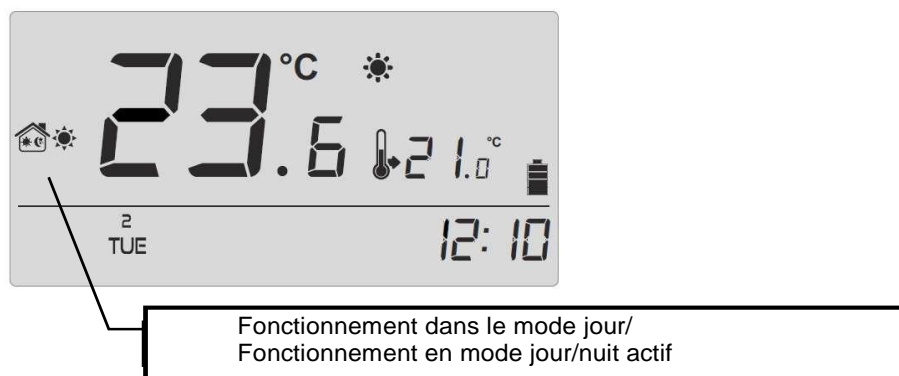 23.6 °C
21.0 °C
2
TUE
12:10
Fonctionnement dans le mode jour/
Fonctionnement en mode jour/nuit actif